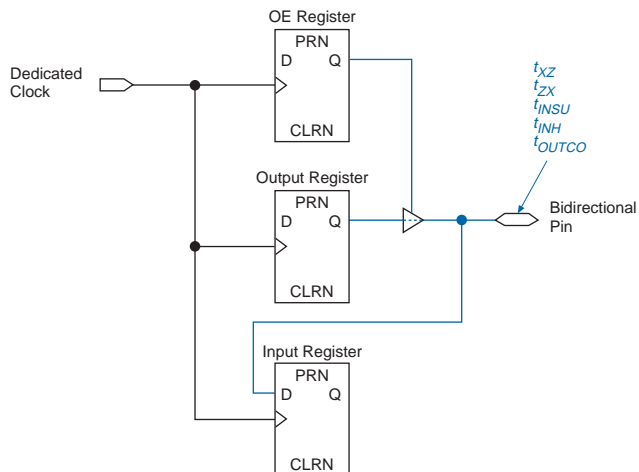 OE Register
PRN
D Q
CLRN
Dedicated
Clock
tXZ
tZX
tINSU
tINH
tOUTCO
Output Register
PRN
D Q
CLRN
Bidirectional
Pin
Input Register
PRN
D Q
CLRN